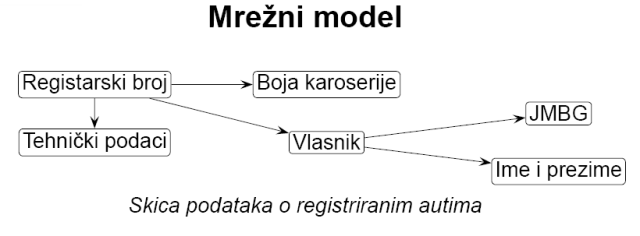 Mrežni model
Registarski broj
Boja karoserije
JMBG
Tehnički podaci
Vlasnik
Ime i prezime
Skica podataka o registriranim autima